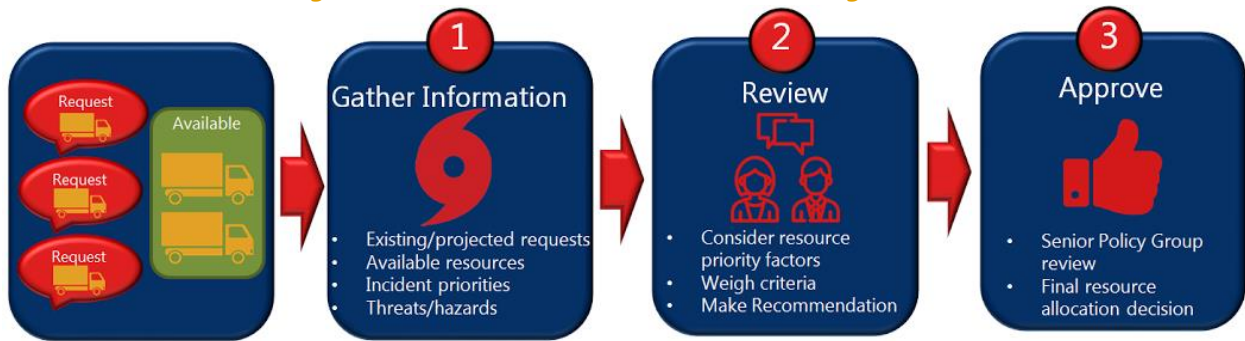 Request
Request
Request
Available
1
Gather Information
• Existing/projected requests
• Available resources
• Incident priorities
• Threats/hazards
2
Review
• Consider resource
priority factors
• Weigh criteria
• Make Recommendation
3
Approve
• Senior Policy Group
review
• Final resource
allocation decision